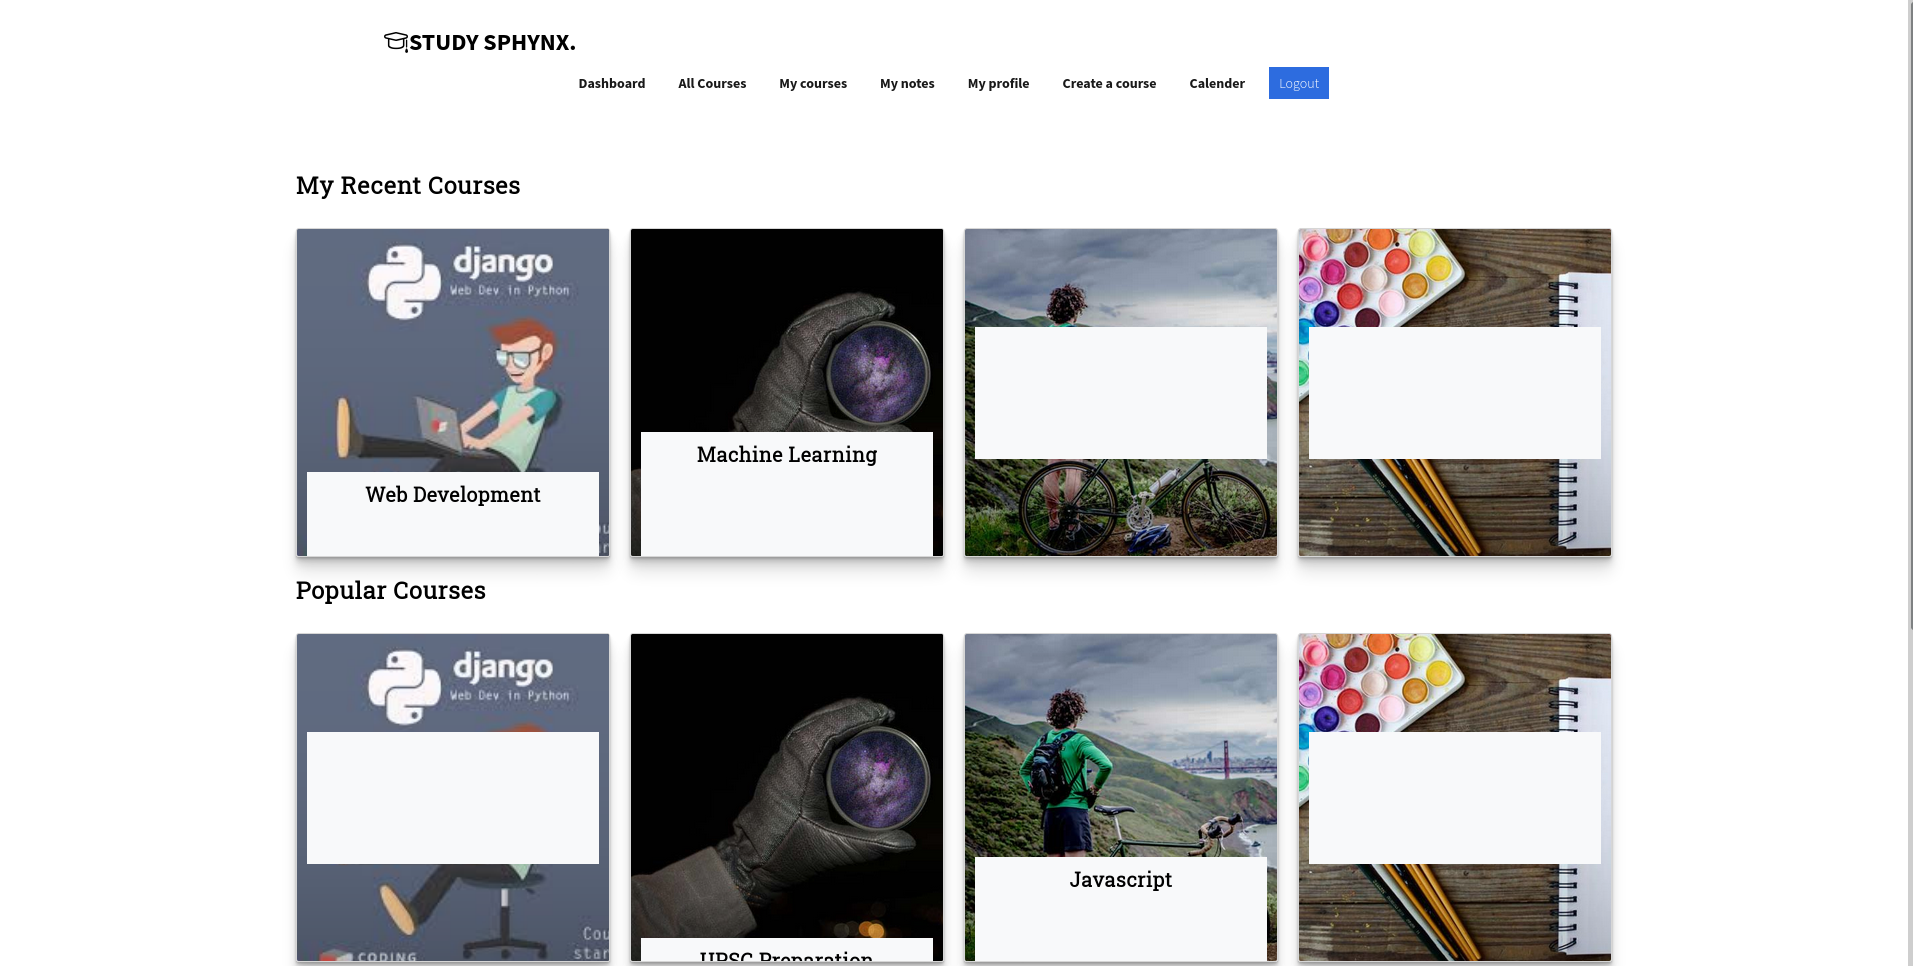 STUDY SPHYNX.
Dashboard All Courses My courses My notes My profile Create a course Calender Logout
My Recent Courses
django
Web Dev in Python
Web Development
Machine Learning
Popular Courses
django
Web Dev in Python
Javascript
Cou
star
CODING
UPSC Preparation